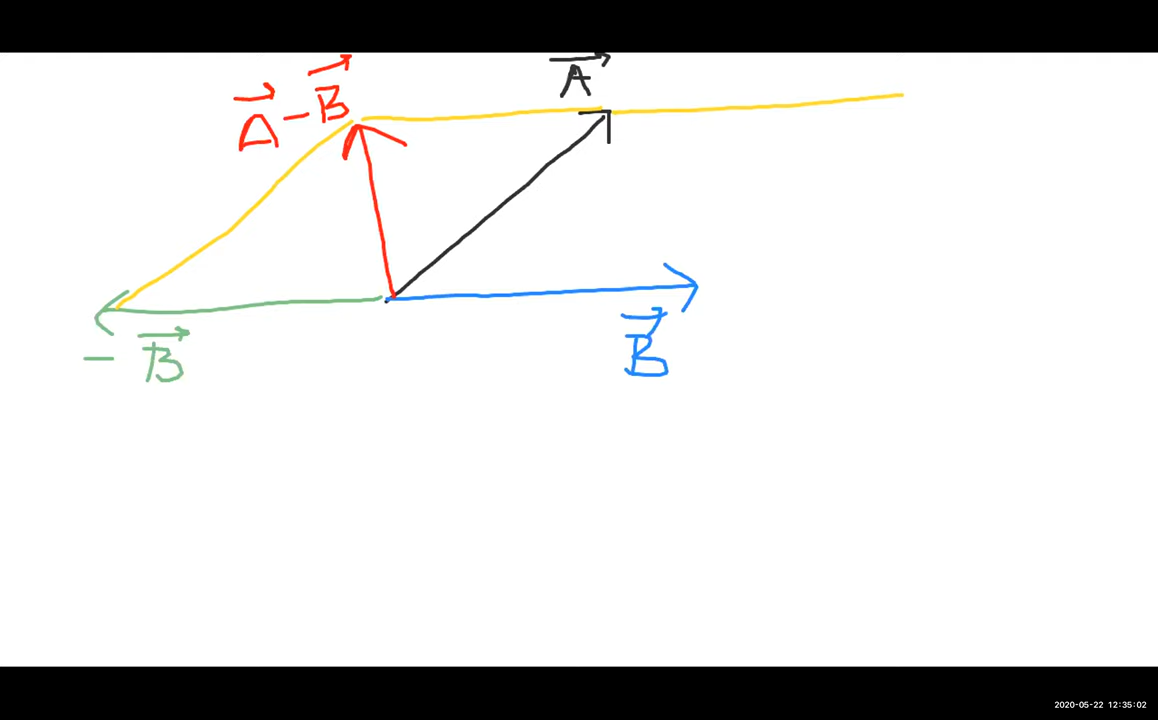 A⃗
A⃗ - B⃗
- B⃗
B⃗
2020-05-22 12:35:02